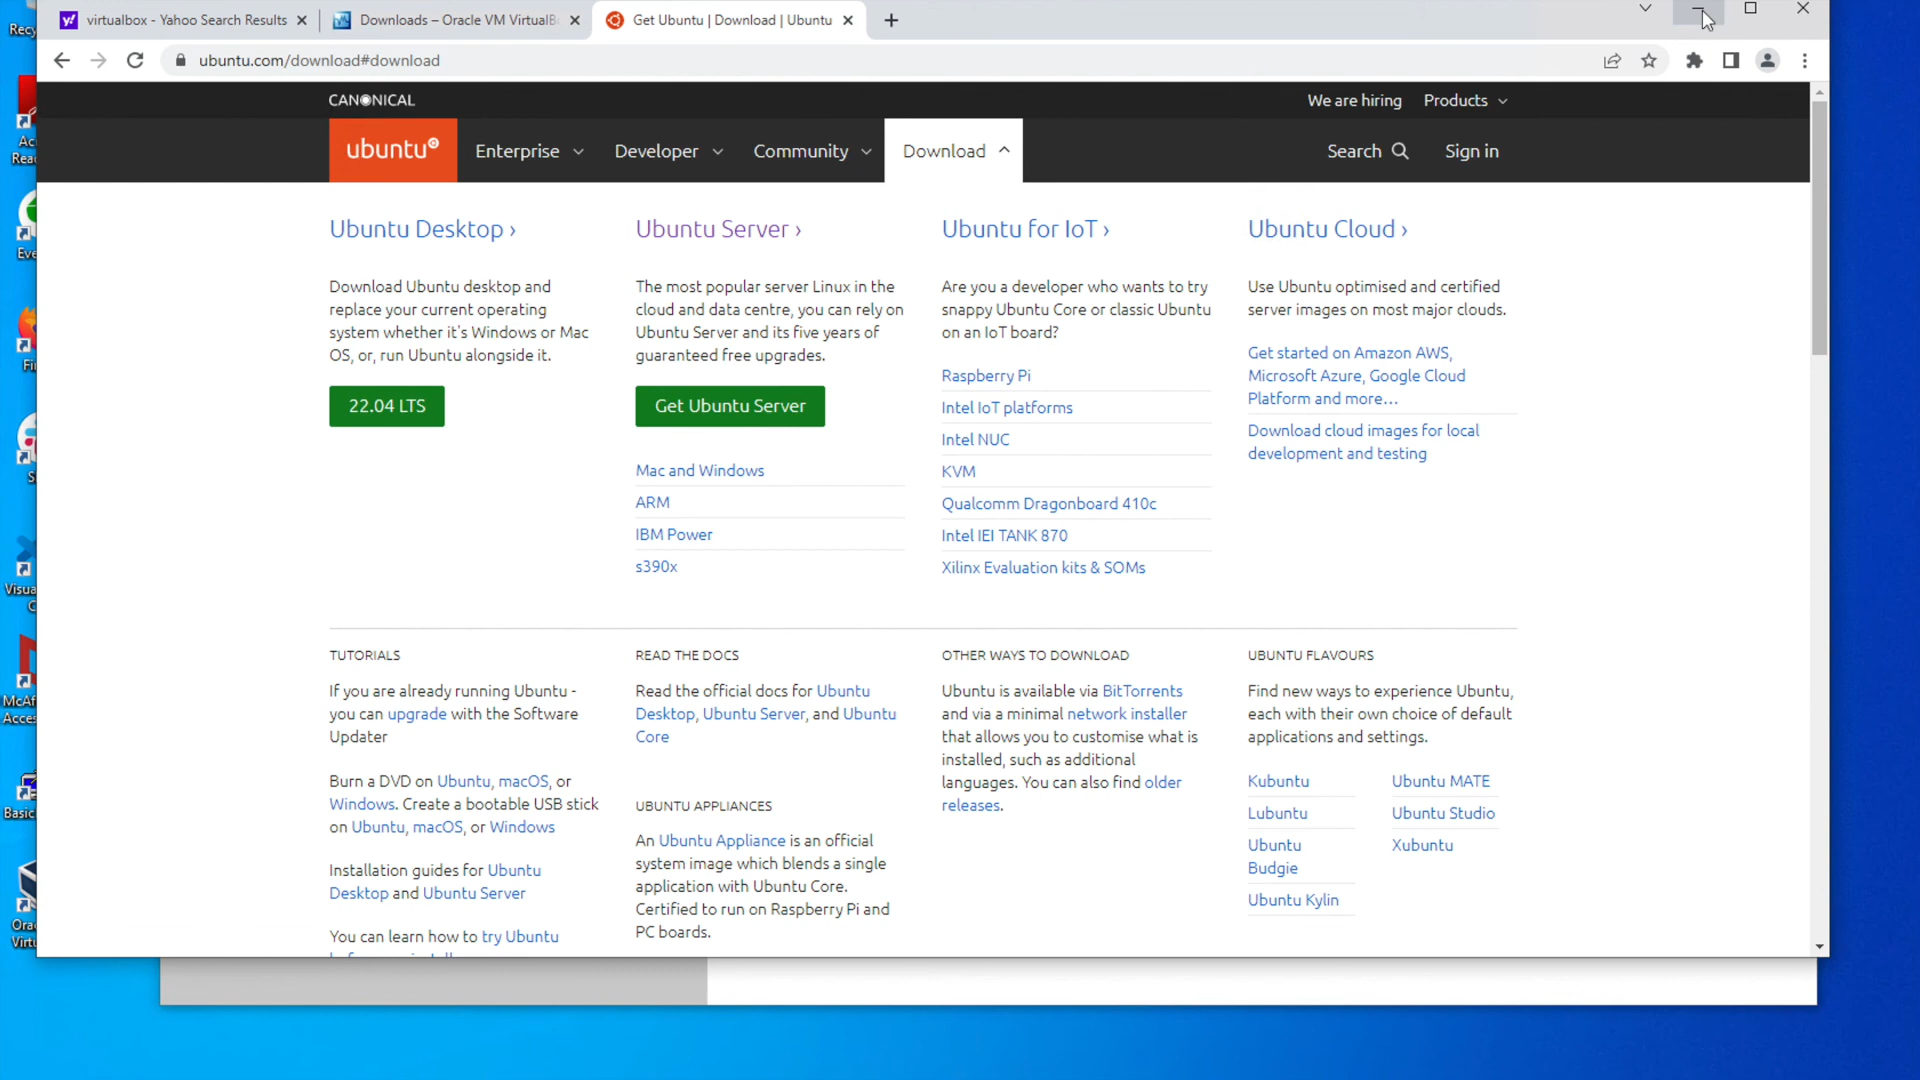 virtualbox - Yahoo Search Results
Downloads – Oracle VM VirtualB
Get Ubuntu | Download | Ubuntu
ubuntu.com/download#download
CANONICAL
We are hiring
Products
ubuntu
Enterprise
Developer
Community
Download
Search
Sign in
Ubuntu Desktop ›
Download Ubuntu desktop and
replace your current operating
system whether it's Windows or Mac
OS, or, run Ubuntu alongside it.
22.04 LTS
Ubuntu Server ›
The most popular server Linux in the
cloud and data centre, you can rely on
Ubuntu Server and its five years of
guaranteed free upgrades.
Get Ubuntu Server
Mac and Windows
ARM
IBM Power
s390x
Ubuntu for IoT ›
Are you a developer who wants to try
snappy Ubuntu Core or classic Ubuntu
on an IoT board?
Raspberry Pi
Intel IoT platforms
Intel NUC
KVM
Qualcomm Dragonboard 410c
Intel IEI TANK 870
Xilinx Evaluation kits & SOMs
Ubuntu Cloud ›
Use Ubuntu optimised and certified
server images on most major clouds.
Get started on Amazon AWS,
Microsoft Azure, Google Cloud
Platform and more…
Download cloud images for local
development and testing
TUTORIALS
If you are already running Ubuntu -
you can upgrade with the Software
Updater
Burn a DVD on Ubuntu, macOS, or
Windows. Create a bootable USB stick
on Ubuntu, macOS, or Windows
Installation guides for Ubuntu
Desktop and Ubuntu Server
You can learn how to try Ubuntu
READ THE DOCS
Read the official docs for Ubuntu
Desktop, Ubuntu Server, and Ubuntu
Core
UBUNTU APPLIANCES
An Ubuntu Appliance is an official
system image which blends a single
application with Ubuntu Core.
Certified to run on Raspberry Pi and
PC boards.
OTHER WAYS TO DOWNLOAD
Ubuntu is available via BitTorrents
and via a minimal network installer
that allows you to customise what is
installed, such as additional
languages. You can also find older
releases.
UBUNTU FLAVOURS
Find new ways to experience Ubuntu,
each with their own choice of default
applications and settings.
Kubuntu
Lubuntu
Ubuntu
Budgie
Ubuntu Kylin
Ubuntu MATE
Ubuntu Studio
Xubuntu
Recy
Ac
Rea
Eve
Fi
S
Visua
C
McAf
Acces
Basic
Ora
Virtu